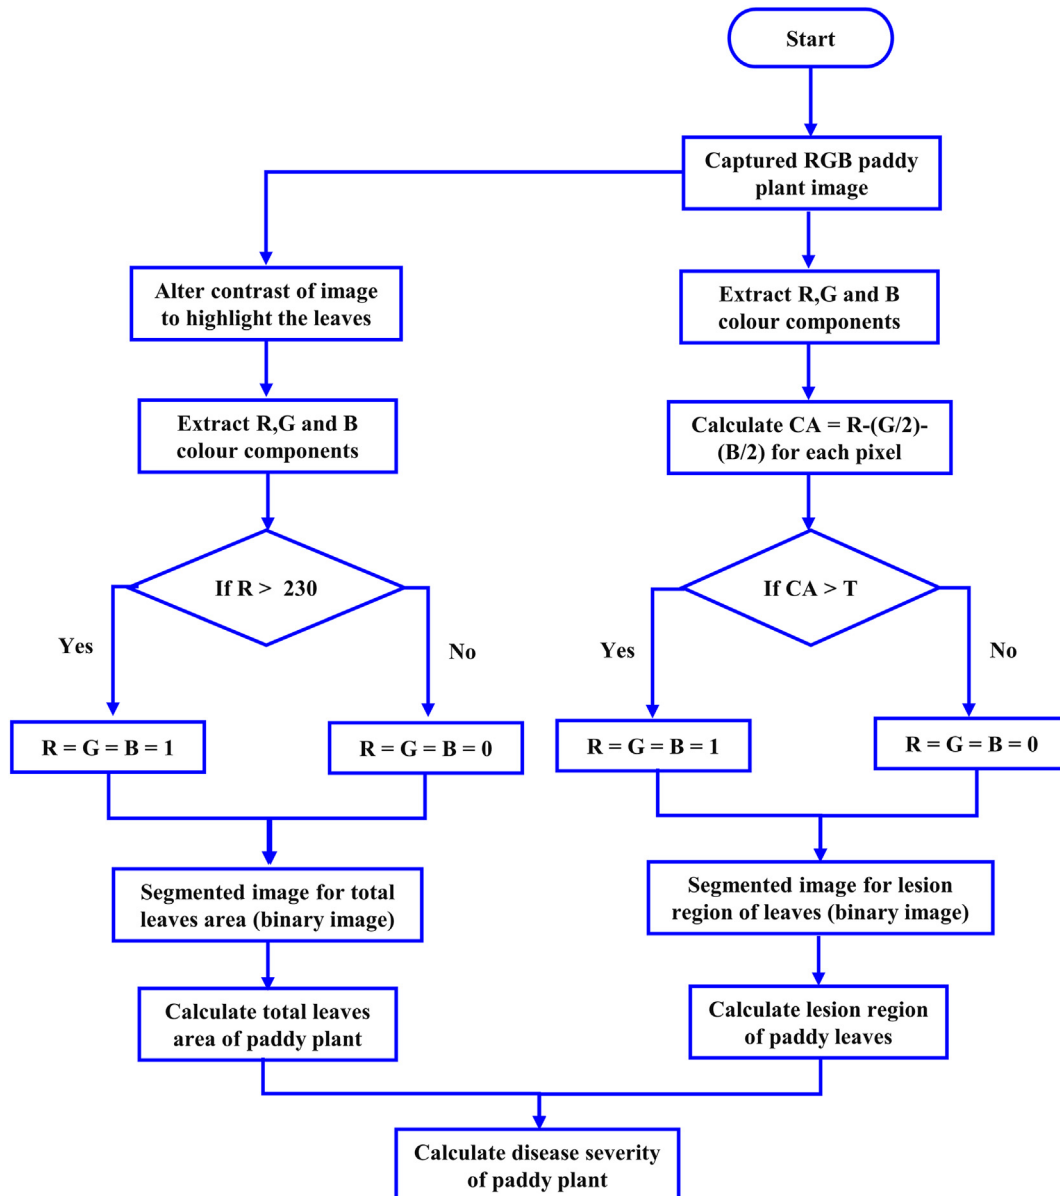 Start
Captured RGB paddy
plant image
Alter contrast of image
to highlight the leaves
Extract R,G and B
colour components
Extract R,G and B
colour components
Calculate CA = R-(G/2)-
(B/2) for each pixel
If R > 230
If CA > T
Yes
No
Yes
No
R = G = B = 1
R = G = B = 0
R = G = B = 1
R = G = B = 0
Segmented image for total
leaves area (binary image)
Segmented image for lesion
region of leaves (binary image)
Calculate total leaves
area of paddy plant
Calculate lesion region
of paddy leaves
Calculate disease severity
of paddy plant